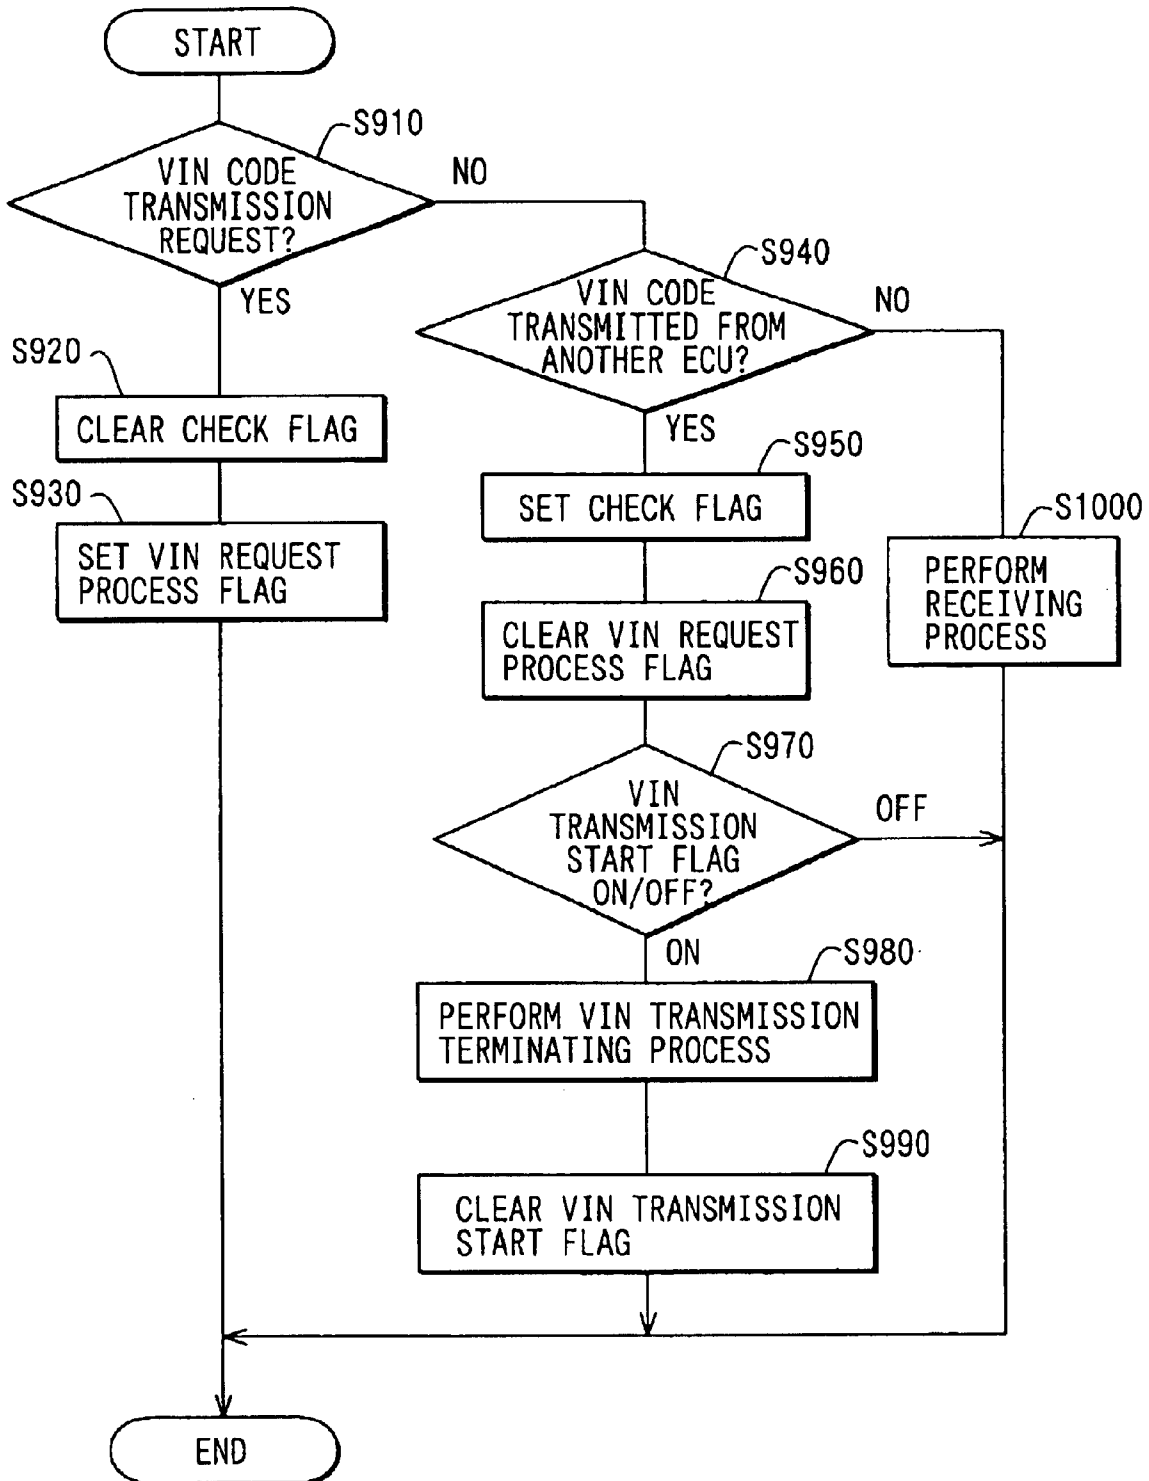 START
S910
VIN CODE
TRANSMISSION
REQUEST?
NO
YES
S940
VIN CODE
TRANSMITTED FROM
ANOTHER ECU?
NO
YES
S920
CLEAR CHECK FLAG
S930
SET VIN REQUEST
PROCESS FLAG
S950
SET CHECK FLAG
S960
CLEAR VIN REQUEST
PROCESS FLAG
S1000
PERFORM
RECEIVING
PROCESS
S970
VIN
TRANSMISSION
START FLAG
ON/OFF?
OFF
ON
S980
PERFORM VIN TRANSMISSION
TERMINATING PROCESS
S990
CLEAR VIN TRANSMISSION
START FLAG
END